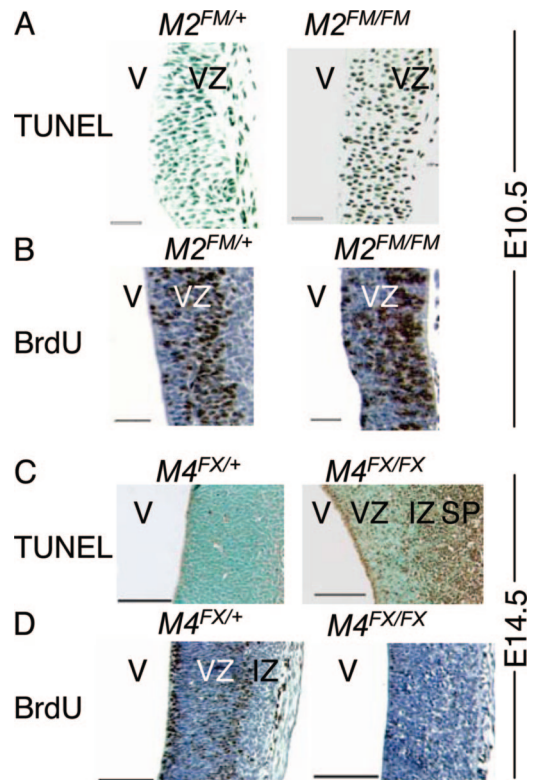 A M2FM/+ M2FM/FM
V VZ V VZ
TUNEL
E10.5
B M2FM/+ M2FM/FM
V VZ V VZ
BrdU
C M4FX/+ M4FX/FX
V V VZ IZ SP
TUNEL
E14.5
D M4FX/+ M4FX/FX
V VZ IZ V
BrdU